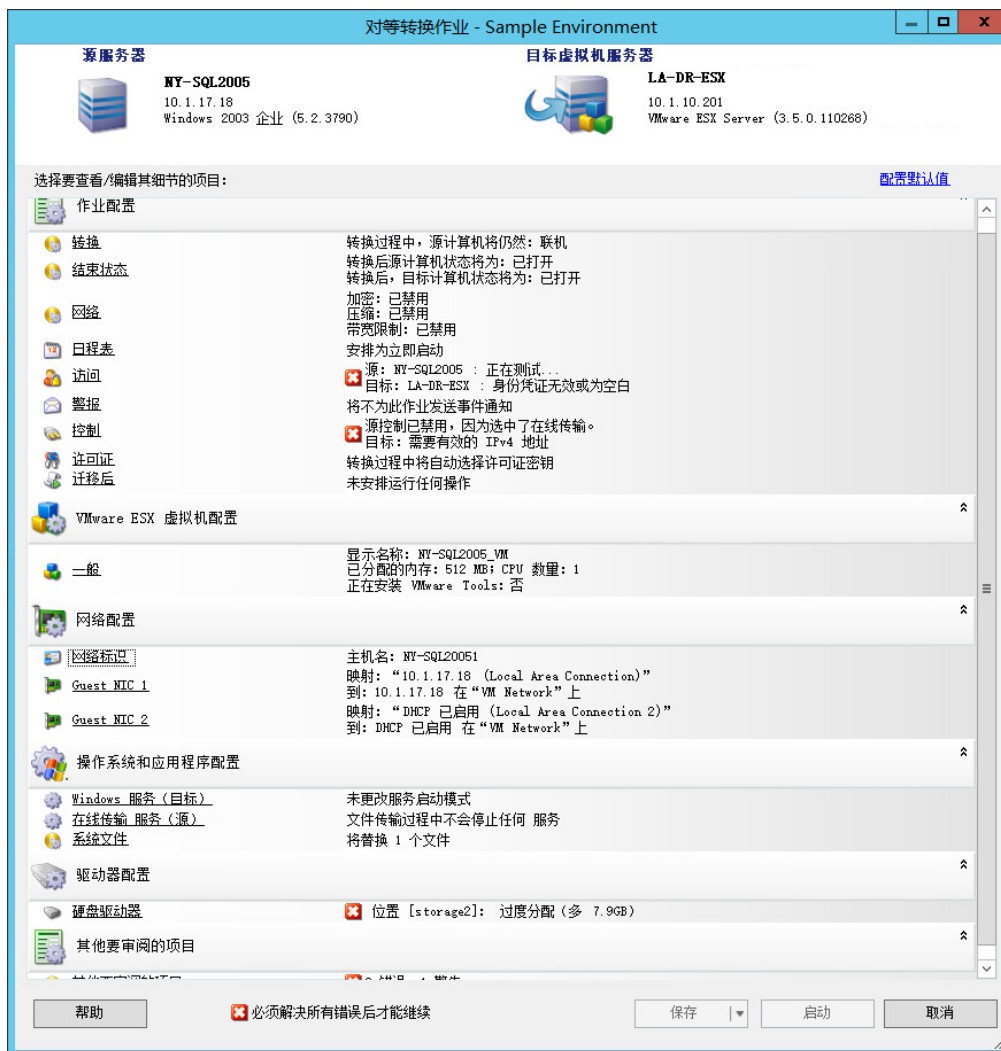 对等转换作业 - Sample Environment
源服务器
NY-SQL2005
10.1.17.18
Windows 2003 企业 (5.2.3790)
目标虚拟机服务器
LA-DR-ESX
10.1.10.201
VMware ESX Server (3.5.0.110268)
选择要查看/编辑其细节的项目:
配置默认值
作业配置
转换
转换过程中, 源计算机将仍然: 联机
结束状态
转换后源计算机状态将为: 已打开
转换后, 目标计算机状态将为: 已打开
网络
加密: 已禁用
压缩: 已禁用
带宽限制: 已禁用
日程表
安排为立即启动
访问
源: NY-SQL2005 : 正在测试...
目标: LA-DR-ESX : 身份凭证无效或为空白
警报
将不为此作业发送事件通知
控制
源控制已禁用, 因为选中了在线传输。
目标: 需要有效的 IPv4 地址
许可证
转换过程中将自动选择许可证密钥
迁移后
未安排运行任何操作
VMware ESX 虚拟机配置
一般
显示名称: NY-SQL2005_VM
已分配的内存: 512 MB; CPU 数量: 1
正在安装 VMware Tools: 否
网络配置
网络标识
主机名: NY-SQL20051
Guest NIC 1
映射: “10.1.17.18 (Local Area Connection)”
到: 10.1.17.18 在“VM Network”上
Guest NIC 2
映射: “DHCP 已启用 (Local Area Connection 2)”
到: DHCP 已启用 在“VM Network”上
操作系统和应用程序配置
Windows 服务(目标)
未更改服务启动模式
在线传输 服务(源)
文件传输过程中不会停止任何 服务
系统文件
将替换 1 个文件
驱动器配置
硬盘驱动器
位置 [storage2]: 过度分配(多 7.9GB)
其他要审阅的项目
帮助
必须解决所有错误后才能继续
保存
启动
取消